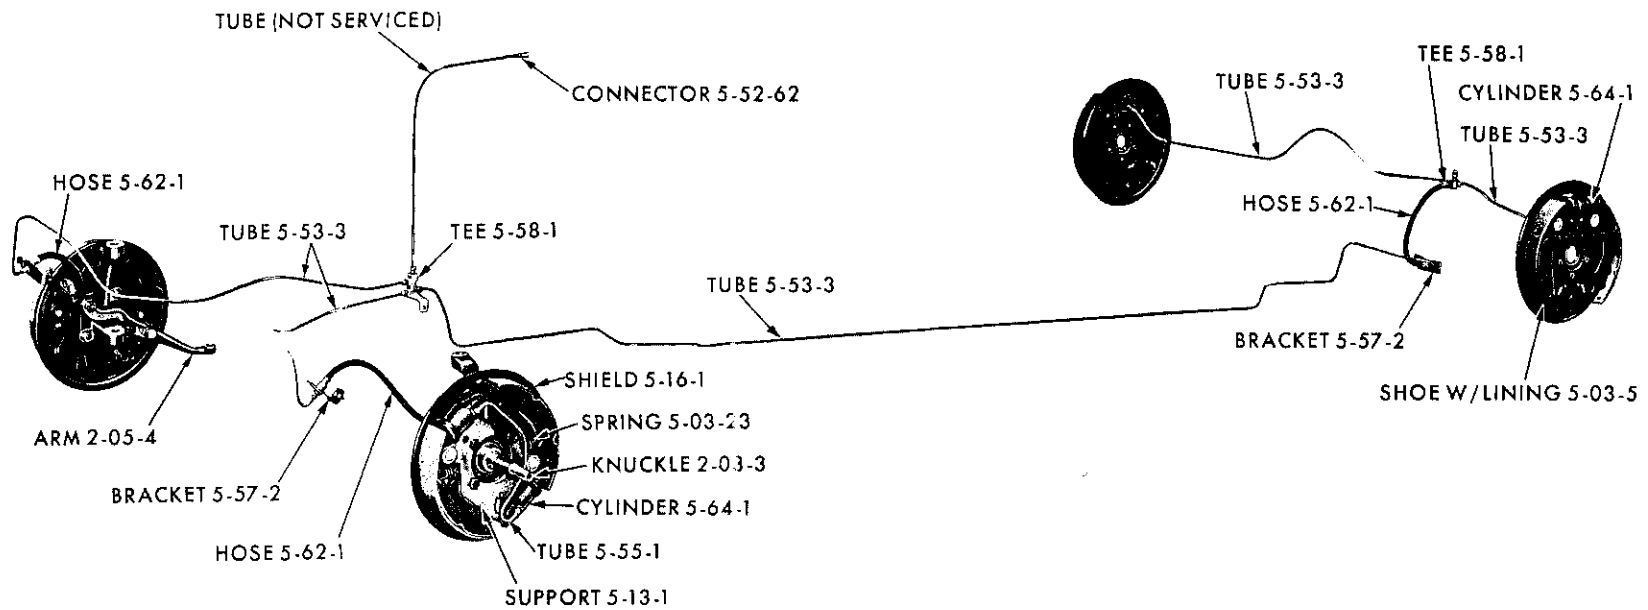 TUBE (NOT SERVICED)
CONNECTOR 5-52-62
TUBE 5-53-3
TEE 5-58-1
CYLINDER 5-64-1
TUBE 5-53-3
HOSE 5-62-1
HOSE 5-62-1
TUBE 5-53-3
TEE 5-58-1
TUBE 5-53-3
BRACKET 5-57-2
SHIELD 5-16-1
SHOE W/LINING 5-03-5
SPRING 5-03-23
ARM 2-05-4
KNUCKLE 2-03-3
BRACKET 5-57-2
CYLINDER 5-64-1
HOSE 5-62-1
TUBE 5-55-1
SUPPORT 5-13-1